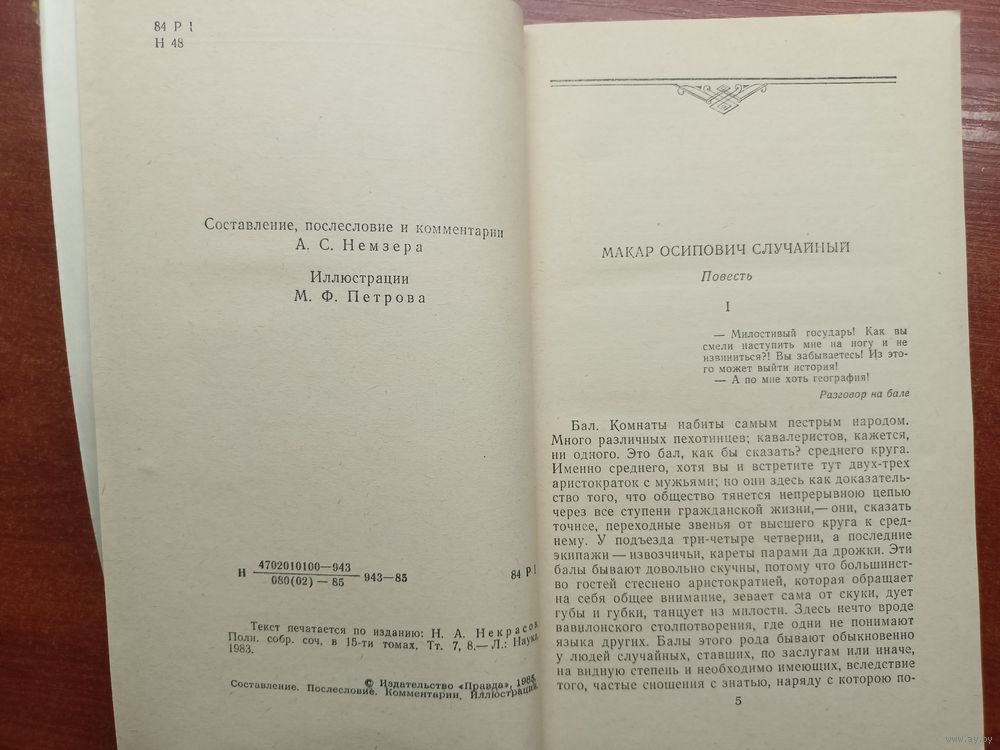 84 Р 1
Н 48
Составление, послесловие и комментарии
А. С. Немзера
Иллюстрации
М. Ф. Петрова
Н 4702010100—943
080(02)—85 943—85
84 Р 1
Текст печатается по изданию: Н. А. Некрасов.
Полн. собр. соч. в 15-ти томах, Тт. 7, 8.— Л.: Наука,
1983.
© Издательство «Правда», 1985.
Составление. Послесловие. Комментарии. Иллюстрации.
МАКАР ОСИПОВИЧ СЛУЧАЙНЫЙ
Повесть
I
— Милостивый государь! Как вы
смели наступить мне на ногу и не
извиниться?! Вы забываетесь! Из это-
го может выйти история!
— А по мне хоть география!
Разговор на бале
Бал. Комнаты набиты самым пестрым народом.
Много различных пехотинцев; кавалеристов, кажется,
ни одного. Это бал, как бы сказать? среднего круга.
Именно среднего, хотя вы и встретите тут двух-трех
аристократок с мужьями; но они здесь как доказатель-
ство того, что общество тянется непрерывною цепью
через все ступени гражданской жизни,— они, сказать
точнее, переходные звенья от высшего круга к сред-
нему. У подъезда три-четыре четверни, а последние
экипажи — извозчичьи, кареты парами да дрожки. Эти
балы бывают довольно скучны, потому что большинст-
во гостей стеснено аристократией, которая обращает
на себя общее внимание, зевает сама от скуки, дует
губы и губки, танцует из милости. Здесь нечто вроде
вавилонского столпотворения, где одни не понимают
языка других. Балы этого рода бывают обыкновенно
у людей случайных, ставших, по заслугам или иначе,
на видную степень и необходимо имеющих, вследствие
того, частые сношения с знатью, наряду с которою по-
5
www.ay.by